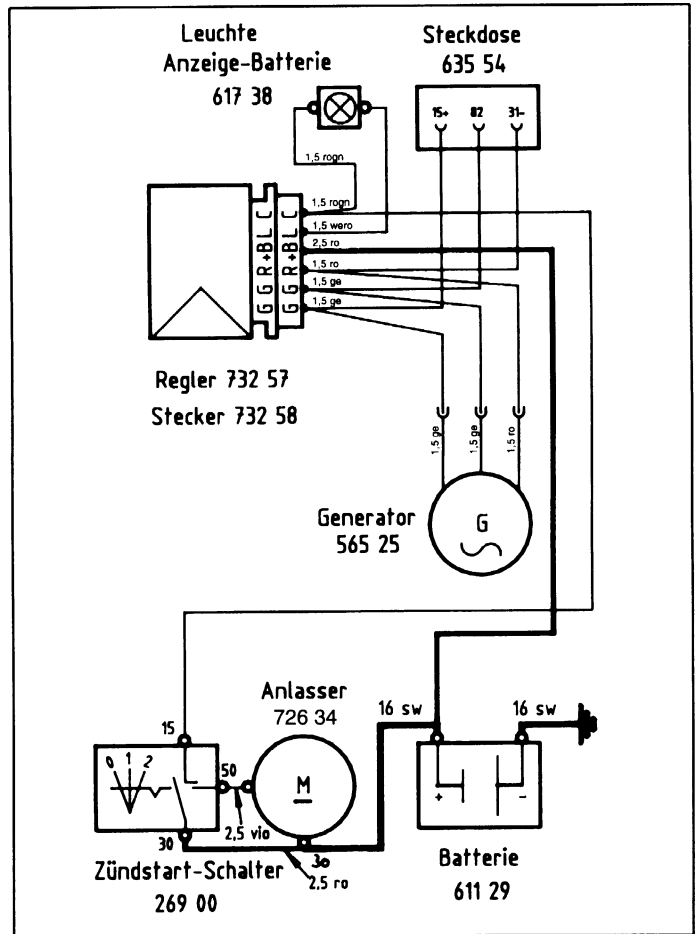 Leuchte
Anzeige-Batterie
617 38
Steckdose
635 54
15+ 82 31-
1,5 rogn
1,5 rogn
1,5 wero
2,5 ro
1,5 ro
1,5 ge
1,5 ge
G G R +B L C
G G R +B L C
Regler 732 57
Stecker 732 58
1,5 ge
1,5 ge
1,5 ro
Generator
565 25
G
Anlasser
726 34
16 sw
16 sw
15
0 1 2
50
M
2,5 vio
30
30
2,5 ro
+ -
Zündstart-Schalter
269 00
Batterie
611 29